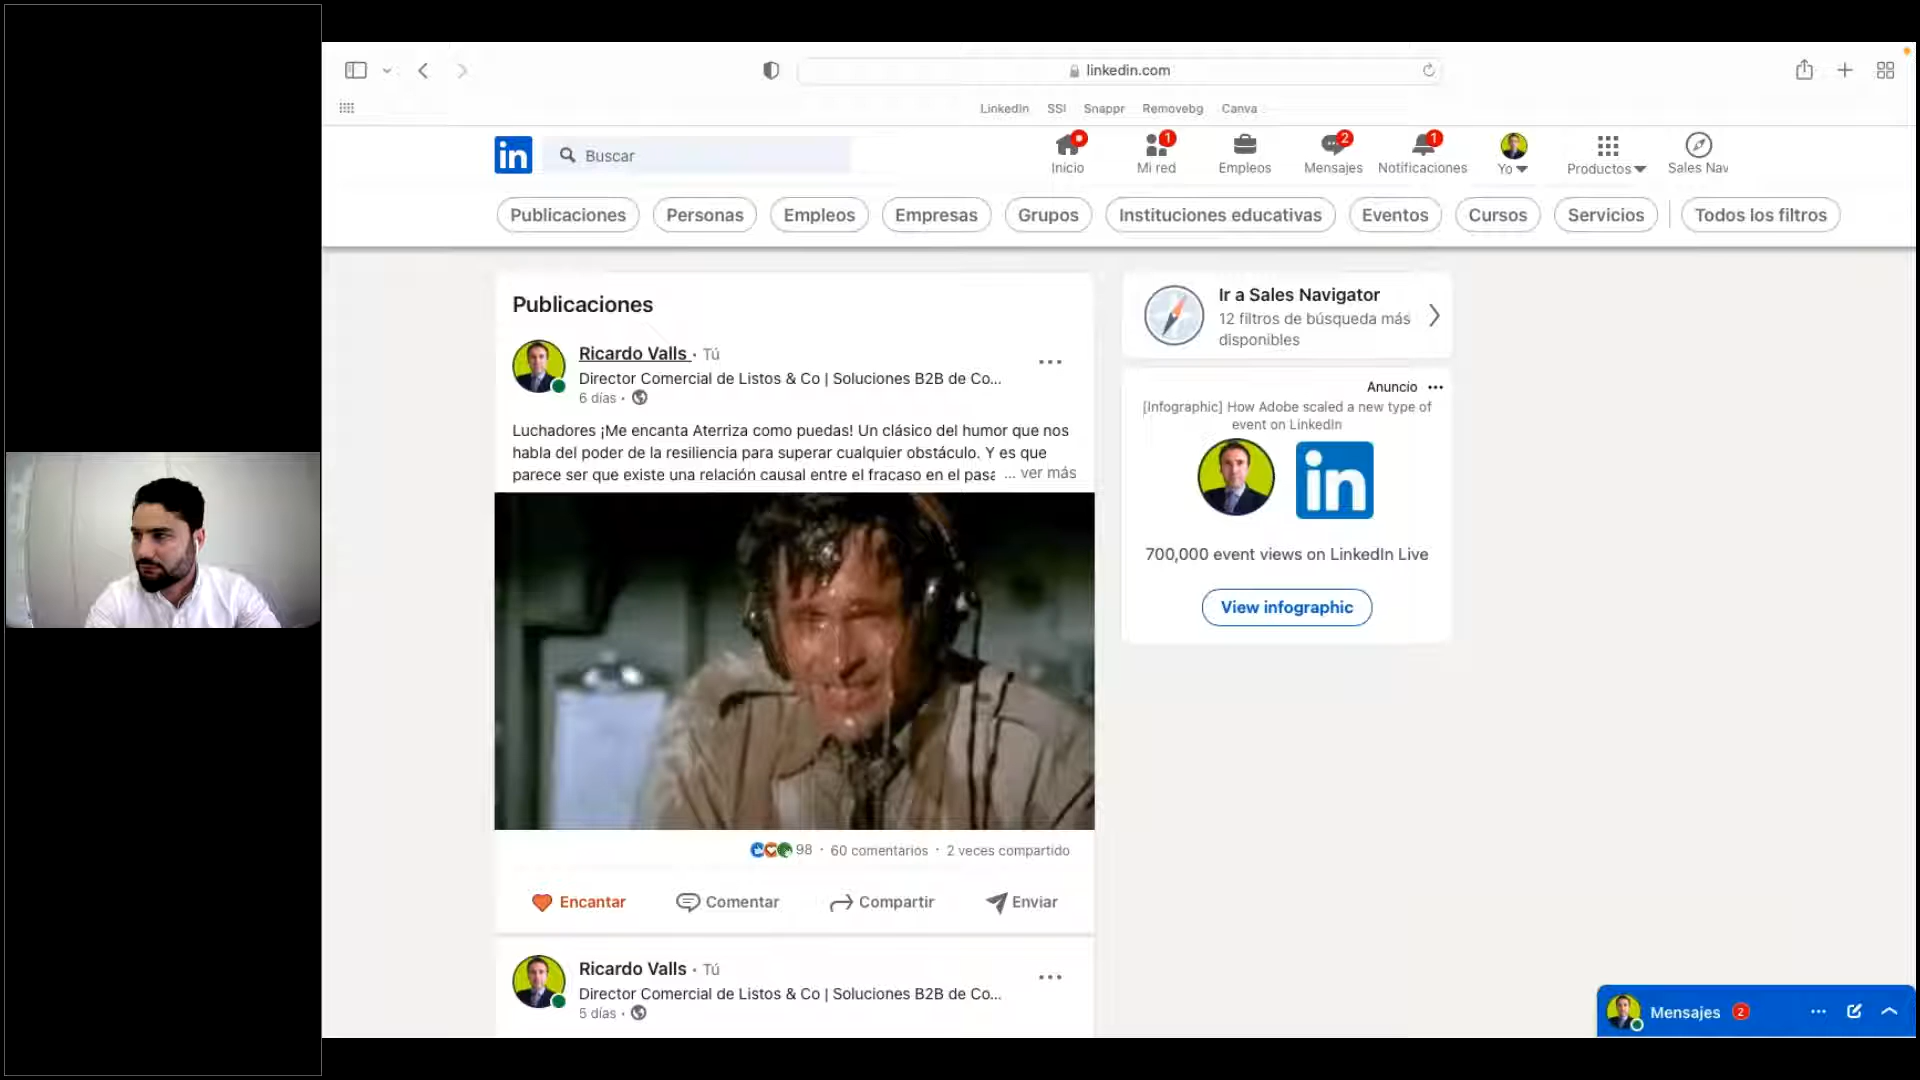 linkedin.com
LinkedIn SSI Snappr Removebg Canva
in Buscar
Inicio 1 Mi red Empleos 2 Mensajes 1 Notificaciones Yo Productos Sales Nav
Publicaciones Personas Empleos Empresas Grupos Instituciones educativas Eventos Cursos Servicios Todos los filtros
Publicaciones
Ricardo Valls • Tú
Director Comercial de Listos & Co | Soluciones B2B de Co...
6 días •
Luchadores ¡Me encanta Aterriza como puedas! Un clásico del humor que nos
habla del poder de la resiliencia para superar cualquier obstáculo. Y es que
parece ser que existe una relación causal entre el fracaso en el pasa ... ver más
98 · 60 comentarios · 2 veces compartido
Encantar Comentar Compartir Enviar
Ricardo Valls • Tú
Director Comercial de Listos & Co | Soluciones B2B de Co...
5 días •
Ir a Sales Navigator
12 filtros de búsqueda más
disponibles
Anuncio
[Infographic] How Adobe scaled a new type of
event on LinkedIn
in
700,000 event views on LinkedIn Live
View infographic
Mensajes 2